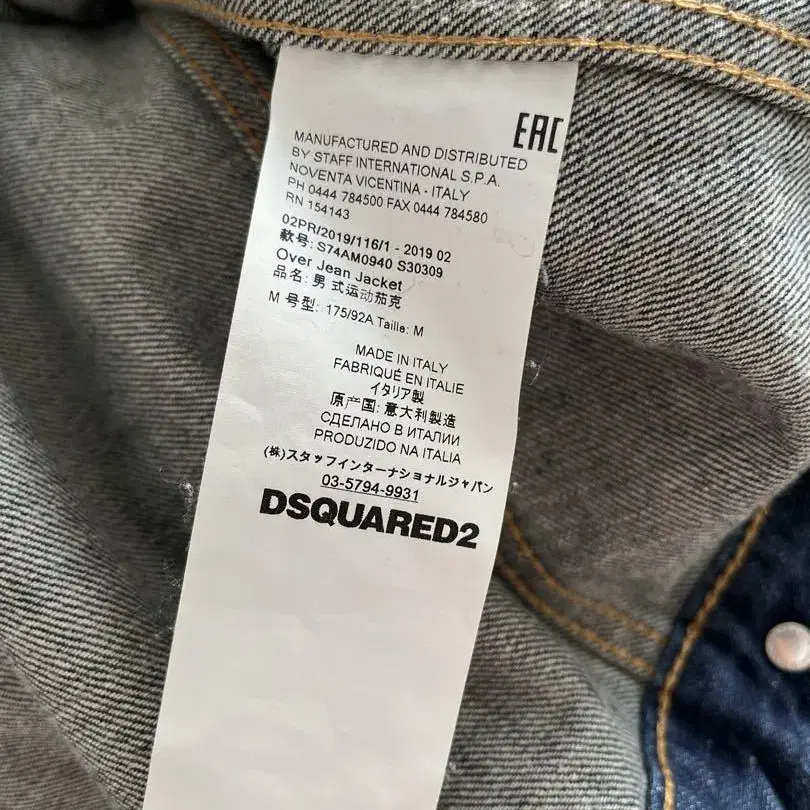 EAC
MANUFACTURED AND DISTRIBUTED
BY STAFF INTERNATIONAL S.P.A.
NOVENTA VICENTINA - ITALY
PH 0444 784500 FAX 0444 784580
RN 154143
02PR/2019/116/1 - 2019 02
款号: S74AM0940 S30309
Over Jean Jacket
品名: 男式运动茄克
M 号型: 175/92A Taille: M
MADE IN ITALY
FABRIQUÉ EN ITALIE
イタリア製
原产国: 意大利製造
СДЕЛАНО В ИТАЛИИ
PRODUZIDO NA ITALIA
(株)スタッフインターナショナルジャパン
03-5794-9931
DSQUARED2